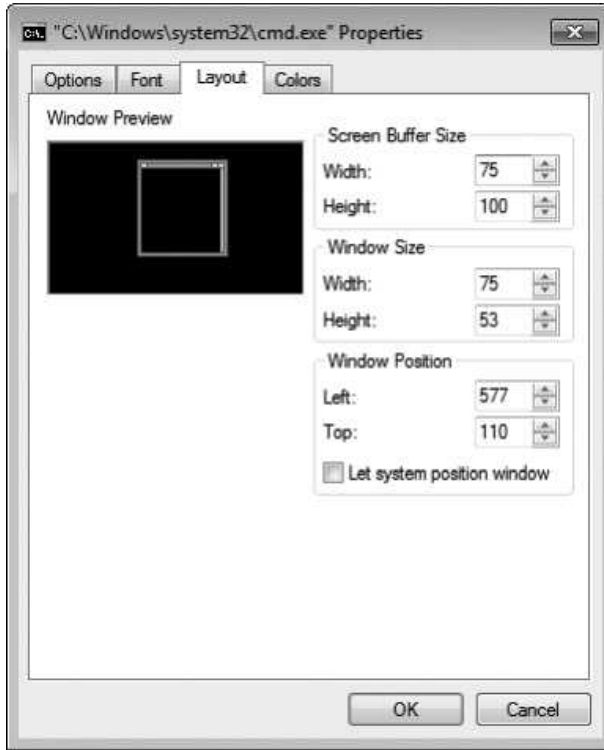 "C:\Windows\system32\cmd.exe" Properties
Options Font Layout Colors
Window Preview
Screen Buffer Size
Width: 75
Height: 100
Window Size
Width: 75
Height: 53
Window Position
Left: 577
Top: 110
Let system position window
OK Cancel